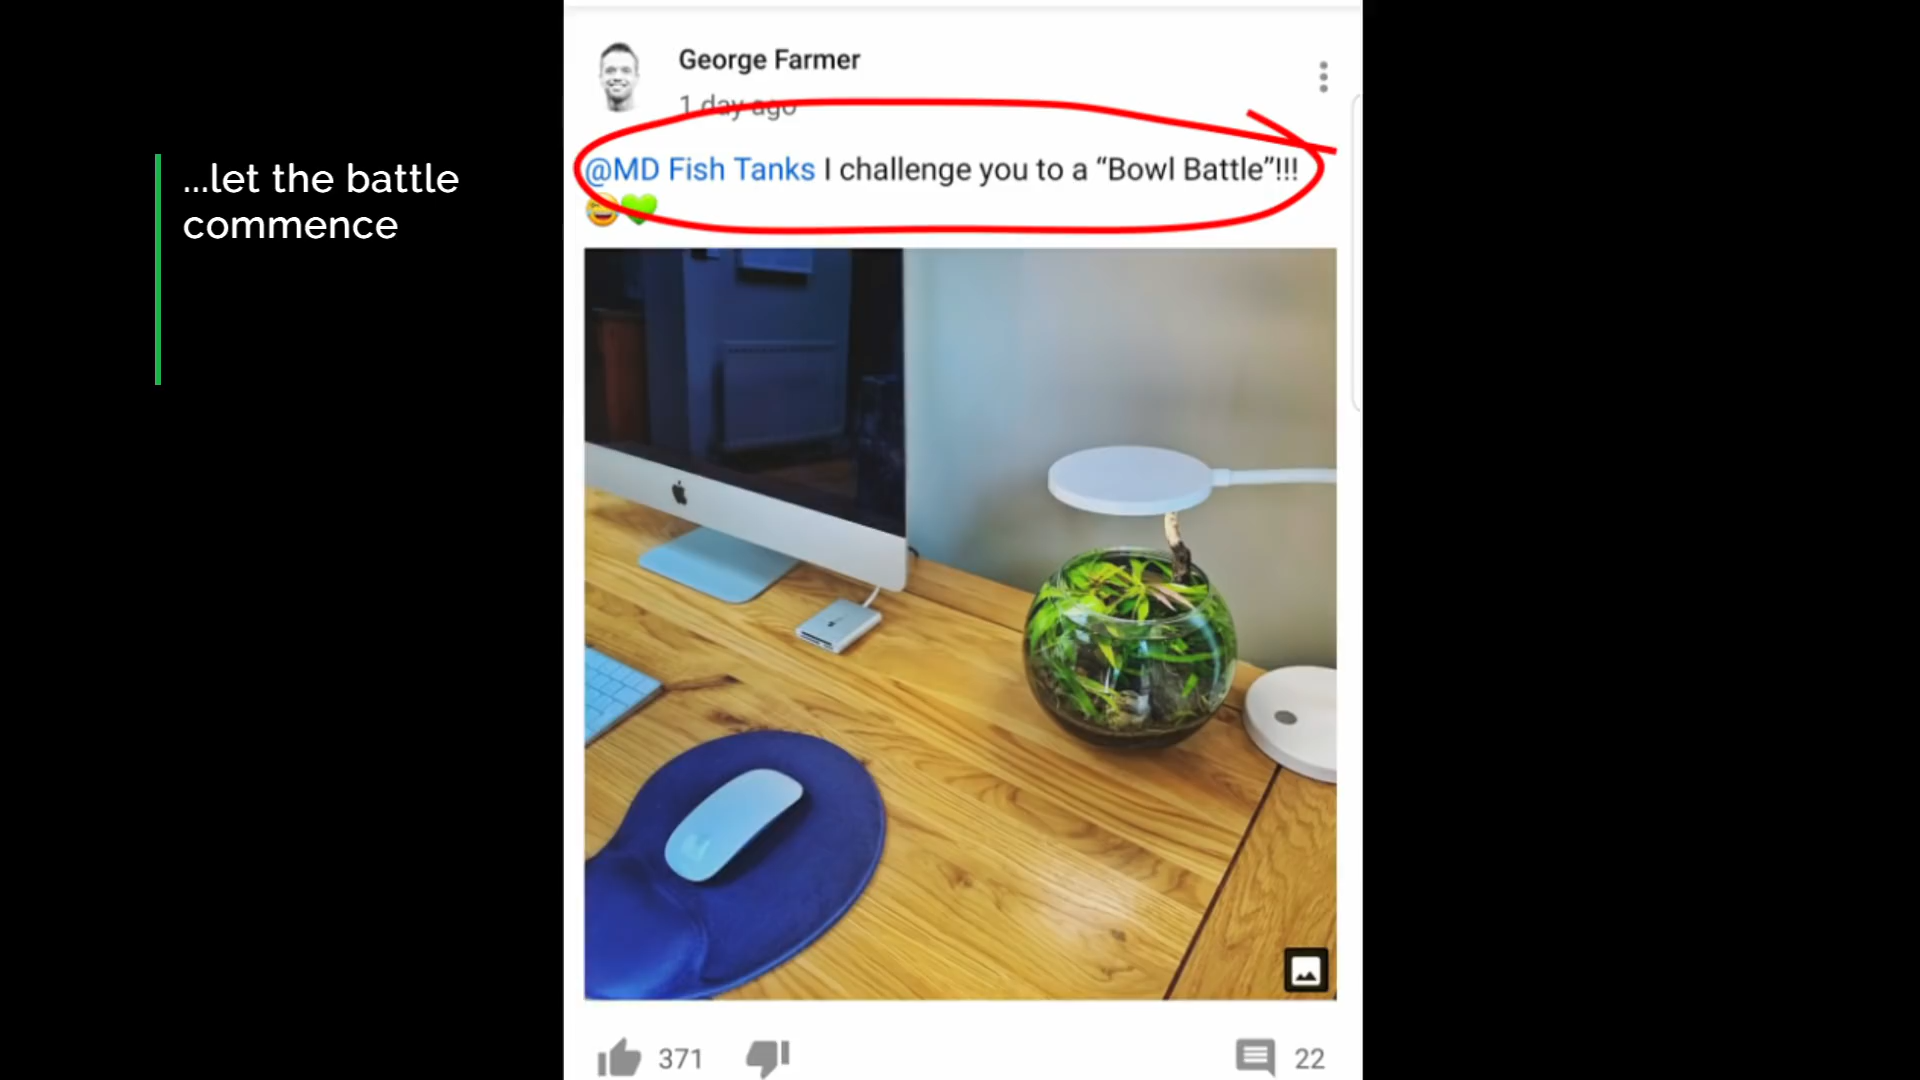 ...let the battle
commence
George Farmer
1 day ago
@MD Fish Tanks I challenge you to a “Bowl Battle”!!!
😅💚
371
22